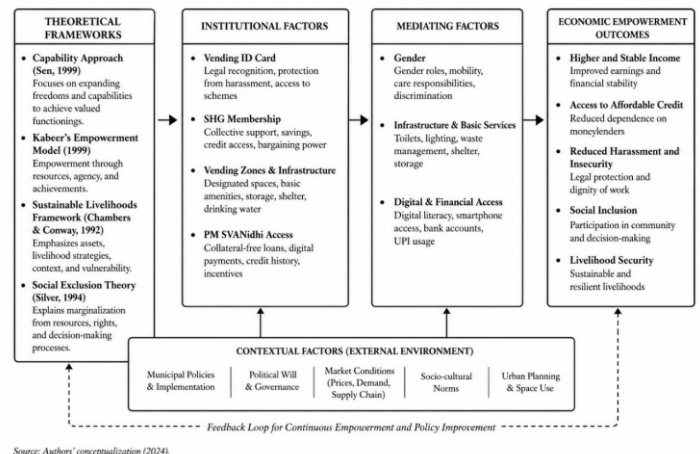 THEORETICAL
FRAMEWORKS
• Capability Approach
(Sen, 1999)
Focuses on expanding
freedoms and capabilities
to achieve valued
functionings.
• Kabeer's Empowerment
Model (1999)
Empowerment through
resources, agency, and
achievements.
• Sustainable Livelihoods
Framework (Chambers
& Conway, 1992)
Emphasizes assets,
livelihood strategies,
context, and vulnerability.
• Social Exclusion Theory
(Silver, 1994)
Explains marginalization
from resources, rights,
and decision-making
processes.
INSTITUTIONAL FACTORS
• Vending ID Card
Legal recognition, protection
from harassment, access to
schemes
• SHG Membership
Collective support, savings,
credit access, bargaining power
• Vending Zones & Infrastructure
Designated spaces, basic
amenities, storage, shelter,
drinking water
• PM SVANidhi Access
Collateral-free loans, digital
payments, credit history,
incentives
MEDIATING FACTORS
• Gender
Gender roles, mobility,
care responsibilities,
discrimination
• Infrastructure & Basic Services
Toilets, lighting, waste
management, shelter,
storage
• Digital & Financial Access
Digital literacy, smartphone
access, bank accounts,
UPI usage
ECONOMIC EMPOWERMENT
OUTCOMES
• Higher and Stable Income
Improved earnings and
financial stability
• Access to Affordable Credit
Reduced dependence on
moneylenders
• Reduced Harassment and
Insecurity
Legal protection and
dignity of work
• Social Inclusion
Participation in community
and decision-making
• Livelihood Security
Sustainable and
resilient livelihoods
CONTEXTUAL FACTORS (EXTERNAL ENVIRONMENT)
Municipal Policies
& Implementation
Political Will
& Governance
Market Conditions
(Prices, Demand,
Supply Chain)
Socio-cultural
Norms
Urban Planning
& Space Use
Feedback Loop for Continuous Empowerment and Policy Improvement
Source: Authors' conceptualization (2024).